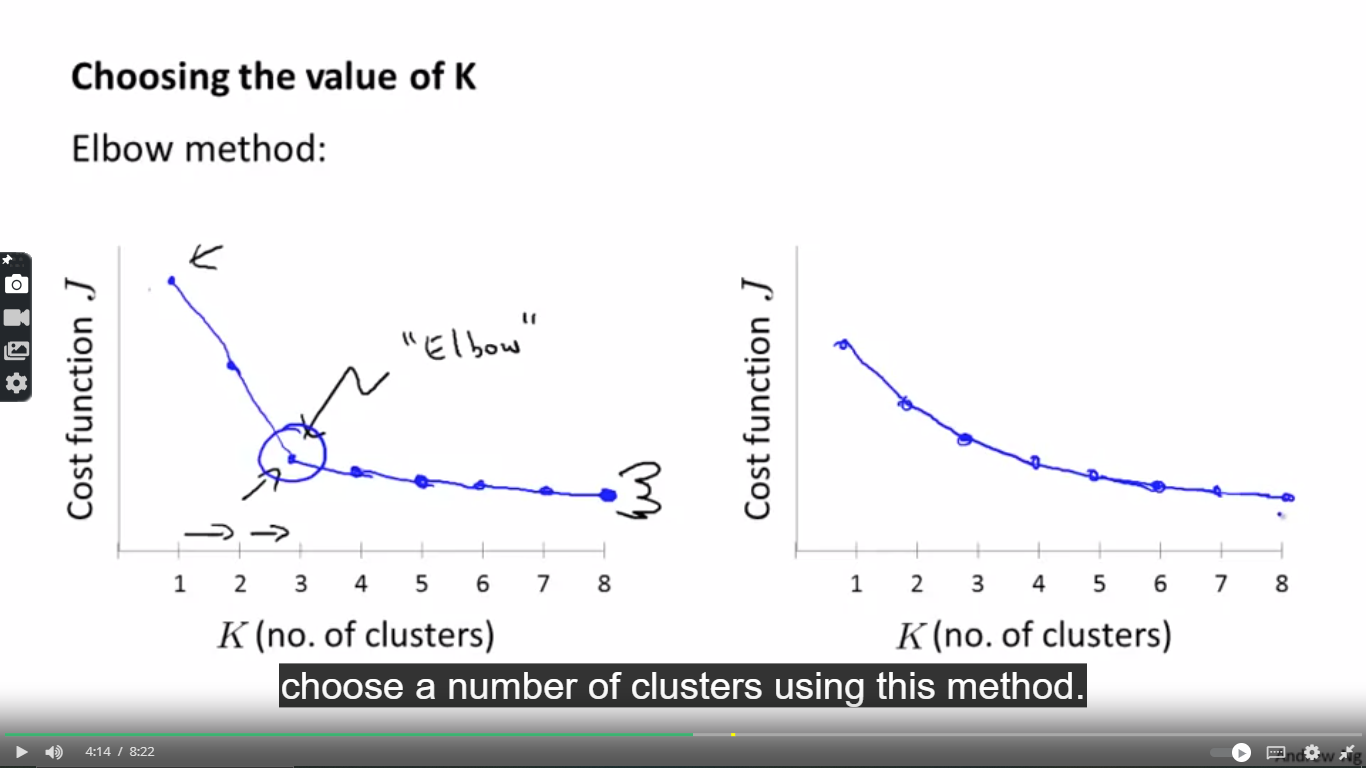 Choosing the value of K
Elbow method:
Cost function J
"Elbow"
1 2 3 4 5 6 7 8
K (no. of clusters)
Cost function J
1 2 3 4 5 6 7 8
K (no. of clusters)
choose a number of clusters using this method.
4:14 / 8:22
Andrew Ng